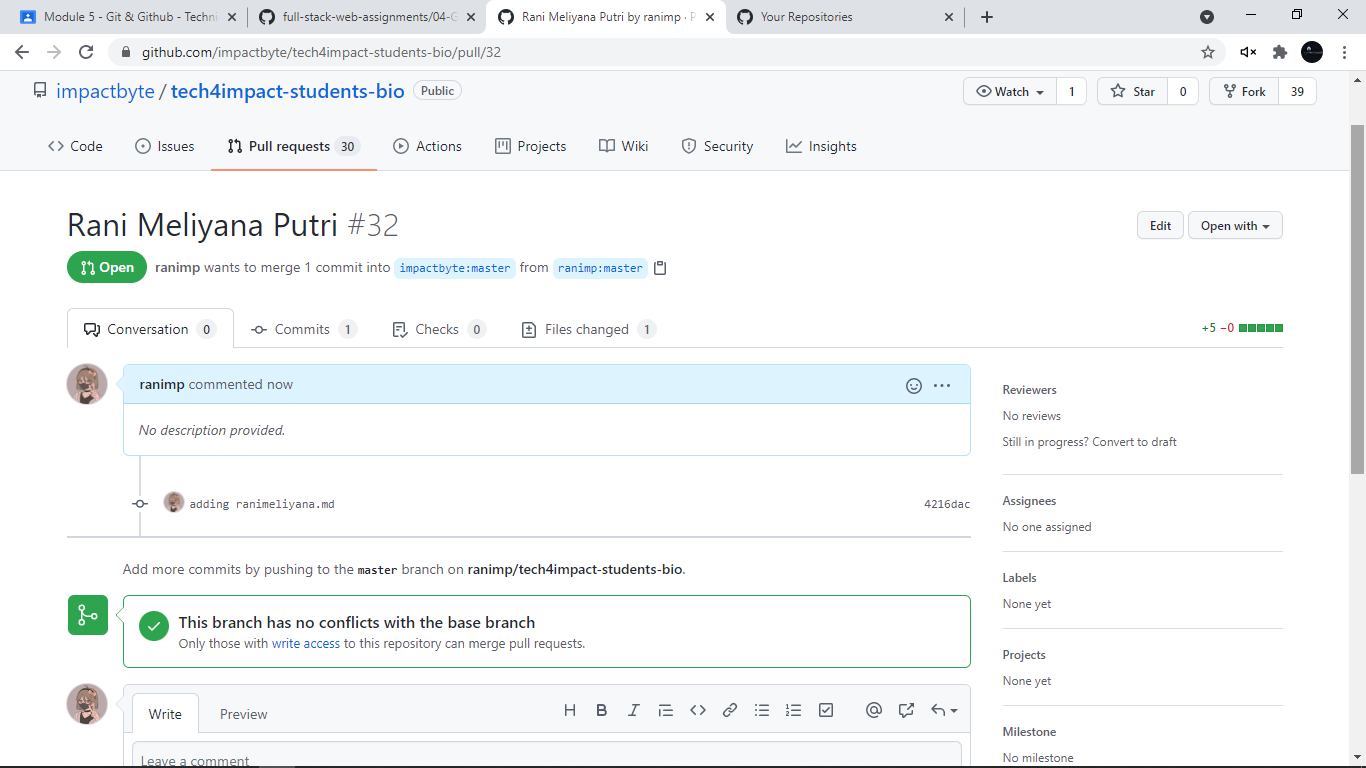 Module 5 - Git & Github - Techni
full-stack-web-assignments/04-G
Rani Meliyana Putri by ranimp · P
Your Repositories
github.com/impactbyte/tech4impact-students-bio/pull/32
impactbyte / tech4impact-students-bio Public
Watch 1 Star 0 Fork 39
Code Issues Pull requests 30 Actions Projects Wiki Security Insights
Rani Meliyana Putri #32
Edit Open with
Open ranimp wants to merge 1 commit into impactbyte:master from ranimp:master
Conversation 0 Commits 1 Checks 0 Files changed 1
+5 −0
ranimp commented now
No description provided.
adding ranimeliyana.md 4216dac
Add more commits by pushing to the master branch on ranimp/tech4impact-students-bio.
This branch has no conflicts with the base branch
Only those with write access to this repository can merge pull requests.
Write Preview
Leave a comment
Reviewers
No reviews
Still in progress? Convert to draft
Assignees
No one assigned
Labels
None yet
Projects
None yet
Milestone
No milestone